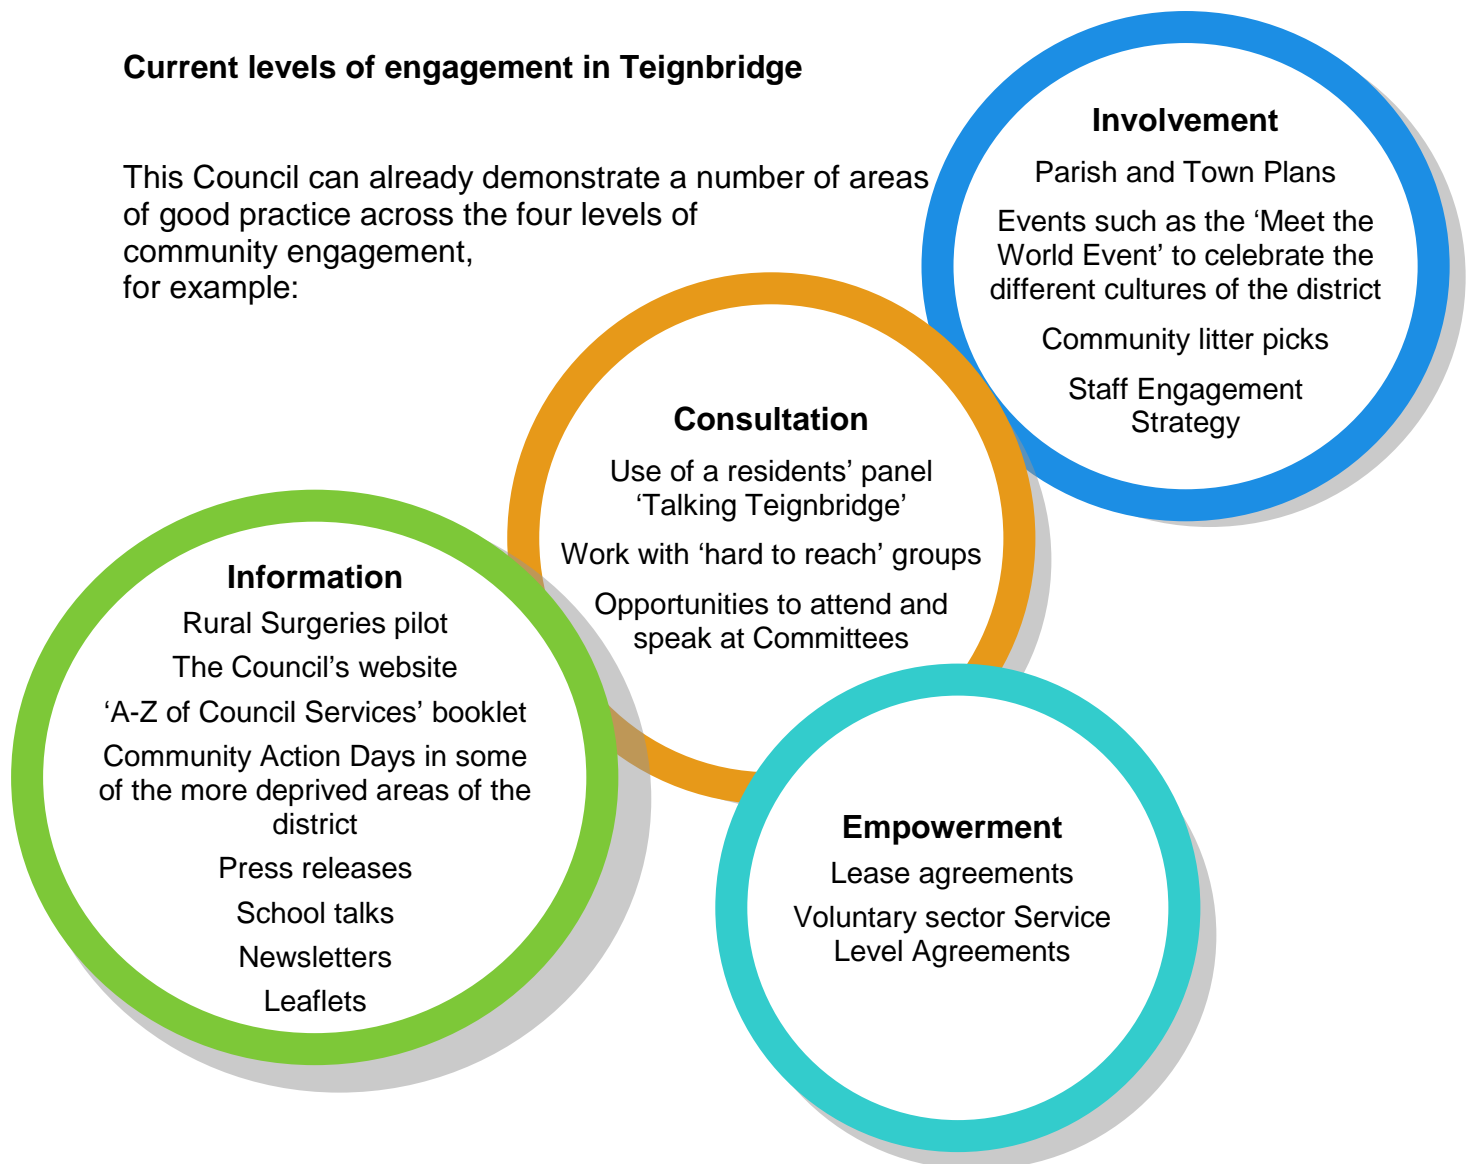 Current levels of engagement in Teignbridge
This Council can already demonstrate a number of areas
of good practice across the four levels of
community engagement,
for example:
Involvement
Parish and Town Plans
Events such as the ‘Meet the
World Event’ to celebrate the
different cultures of the district
Community litter picks
Staff Engagement
Strategy
Consultation
Use of a residents’ panel
‘Talking Teignbridge’
Work with ‘hard to reach’ groups
Opportunities to attend and
speak at Committees
Information
Rural Surgeries pilot
The Council’s website
‘A-Z of Council Services’ booklet
Community Action Days in some
of the more deprived areas of the
district
Press releases
School talks
Newsletters
Leaflets
Empowerment
Lease agreements
Voluntary sector Service
Level Agreements